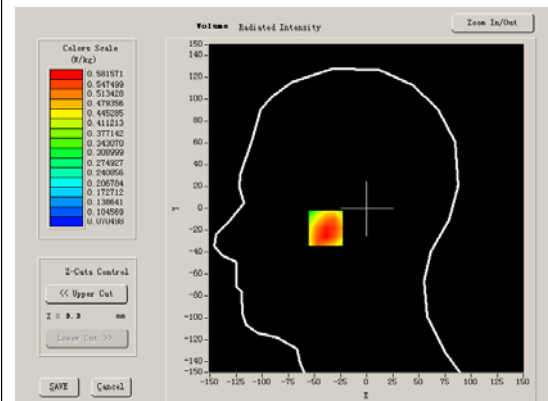 Volume Radiated Intensity
Zoom In/Out
Colors Scale
(W/kg)
0.581571
0.547499
0.513428
0.479356
0.445285
0.411213
0.377142
0.343070
0.308999
0.274927
0.240856
0.206784
0.172712
0.138641
0.104569
0.070498
Z-Cuts Control
<< Upper Cut
Z = 9.3 mm
Lower Cut >>
SAVE
Cancel
150
140
120
100
80
60
40
20
0
-20
-40
-60
-80
-100
-120
-140
-150
Y
-150 -125 -100 -75 -50 -25 0 25 50 75 100 125 150
X